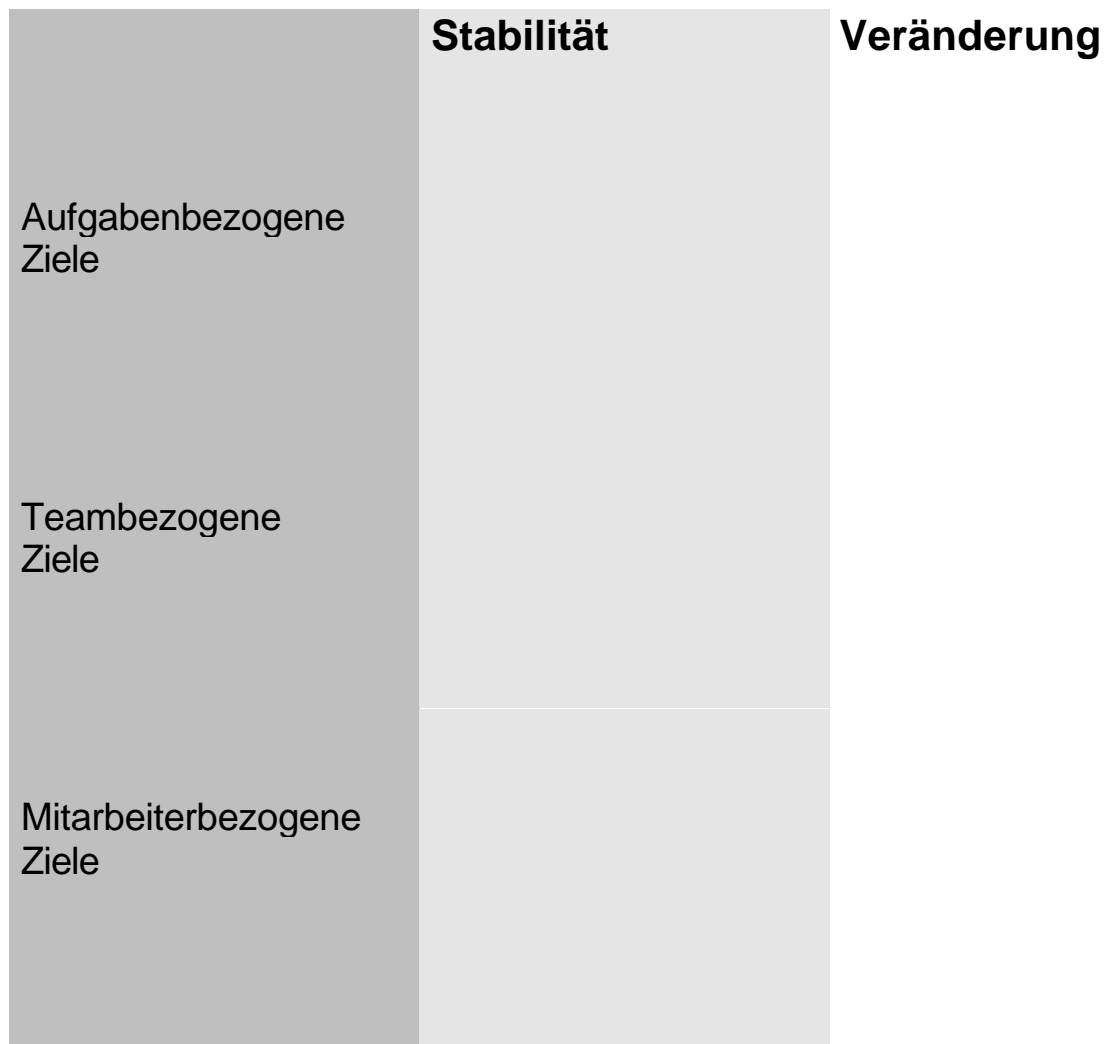 Stabilität Veränderung
Aufgabenbezogene
Ziele
Teambezogene
Ziele
Mitarbeiterbezogene
Ziele